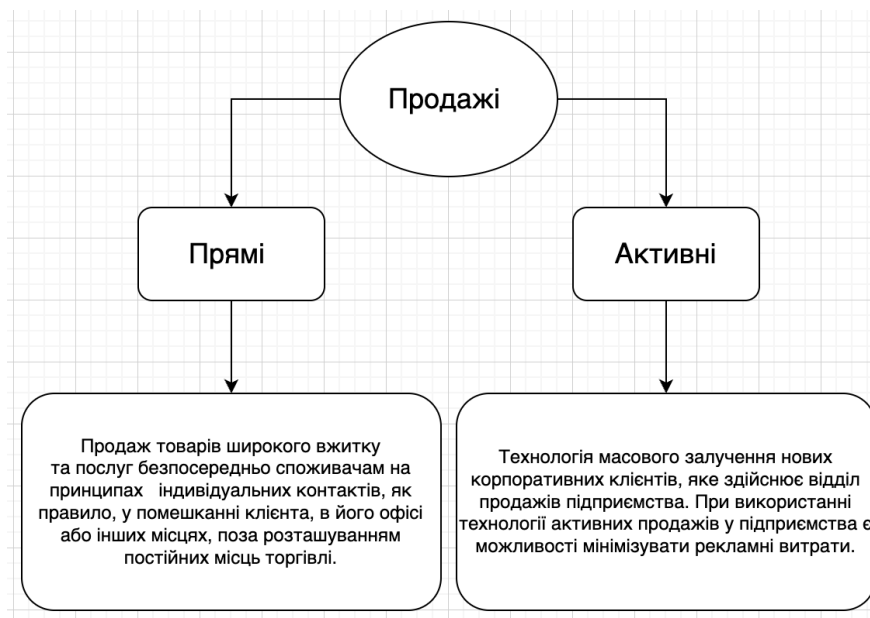 Продажі
Прямі
Активні
Продаж товарів широкого вжитку
та послуг безпосередньо споживачам на
принципах індивідуальних контактів, як
правило, у помешканні клієнта, в його офісі
або інших місцях, поза розташуванням
постійних місць торгівлі.
Технологія масового залучення нових
корпоративних клієнтів, яке здійснює відділ
продажів підприємства. При використанні
технології активних продажів у підприємства є
можливості мінімізувати рекламні витрати.